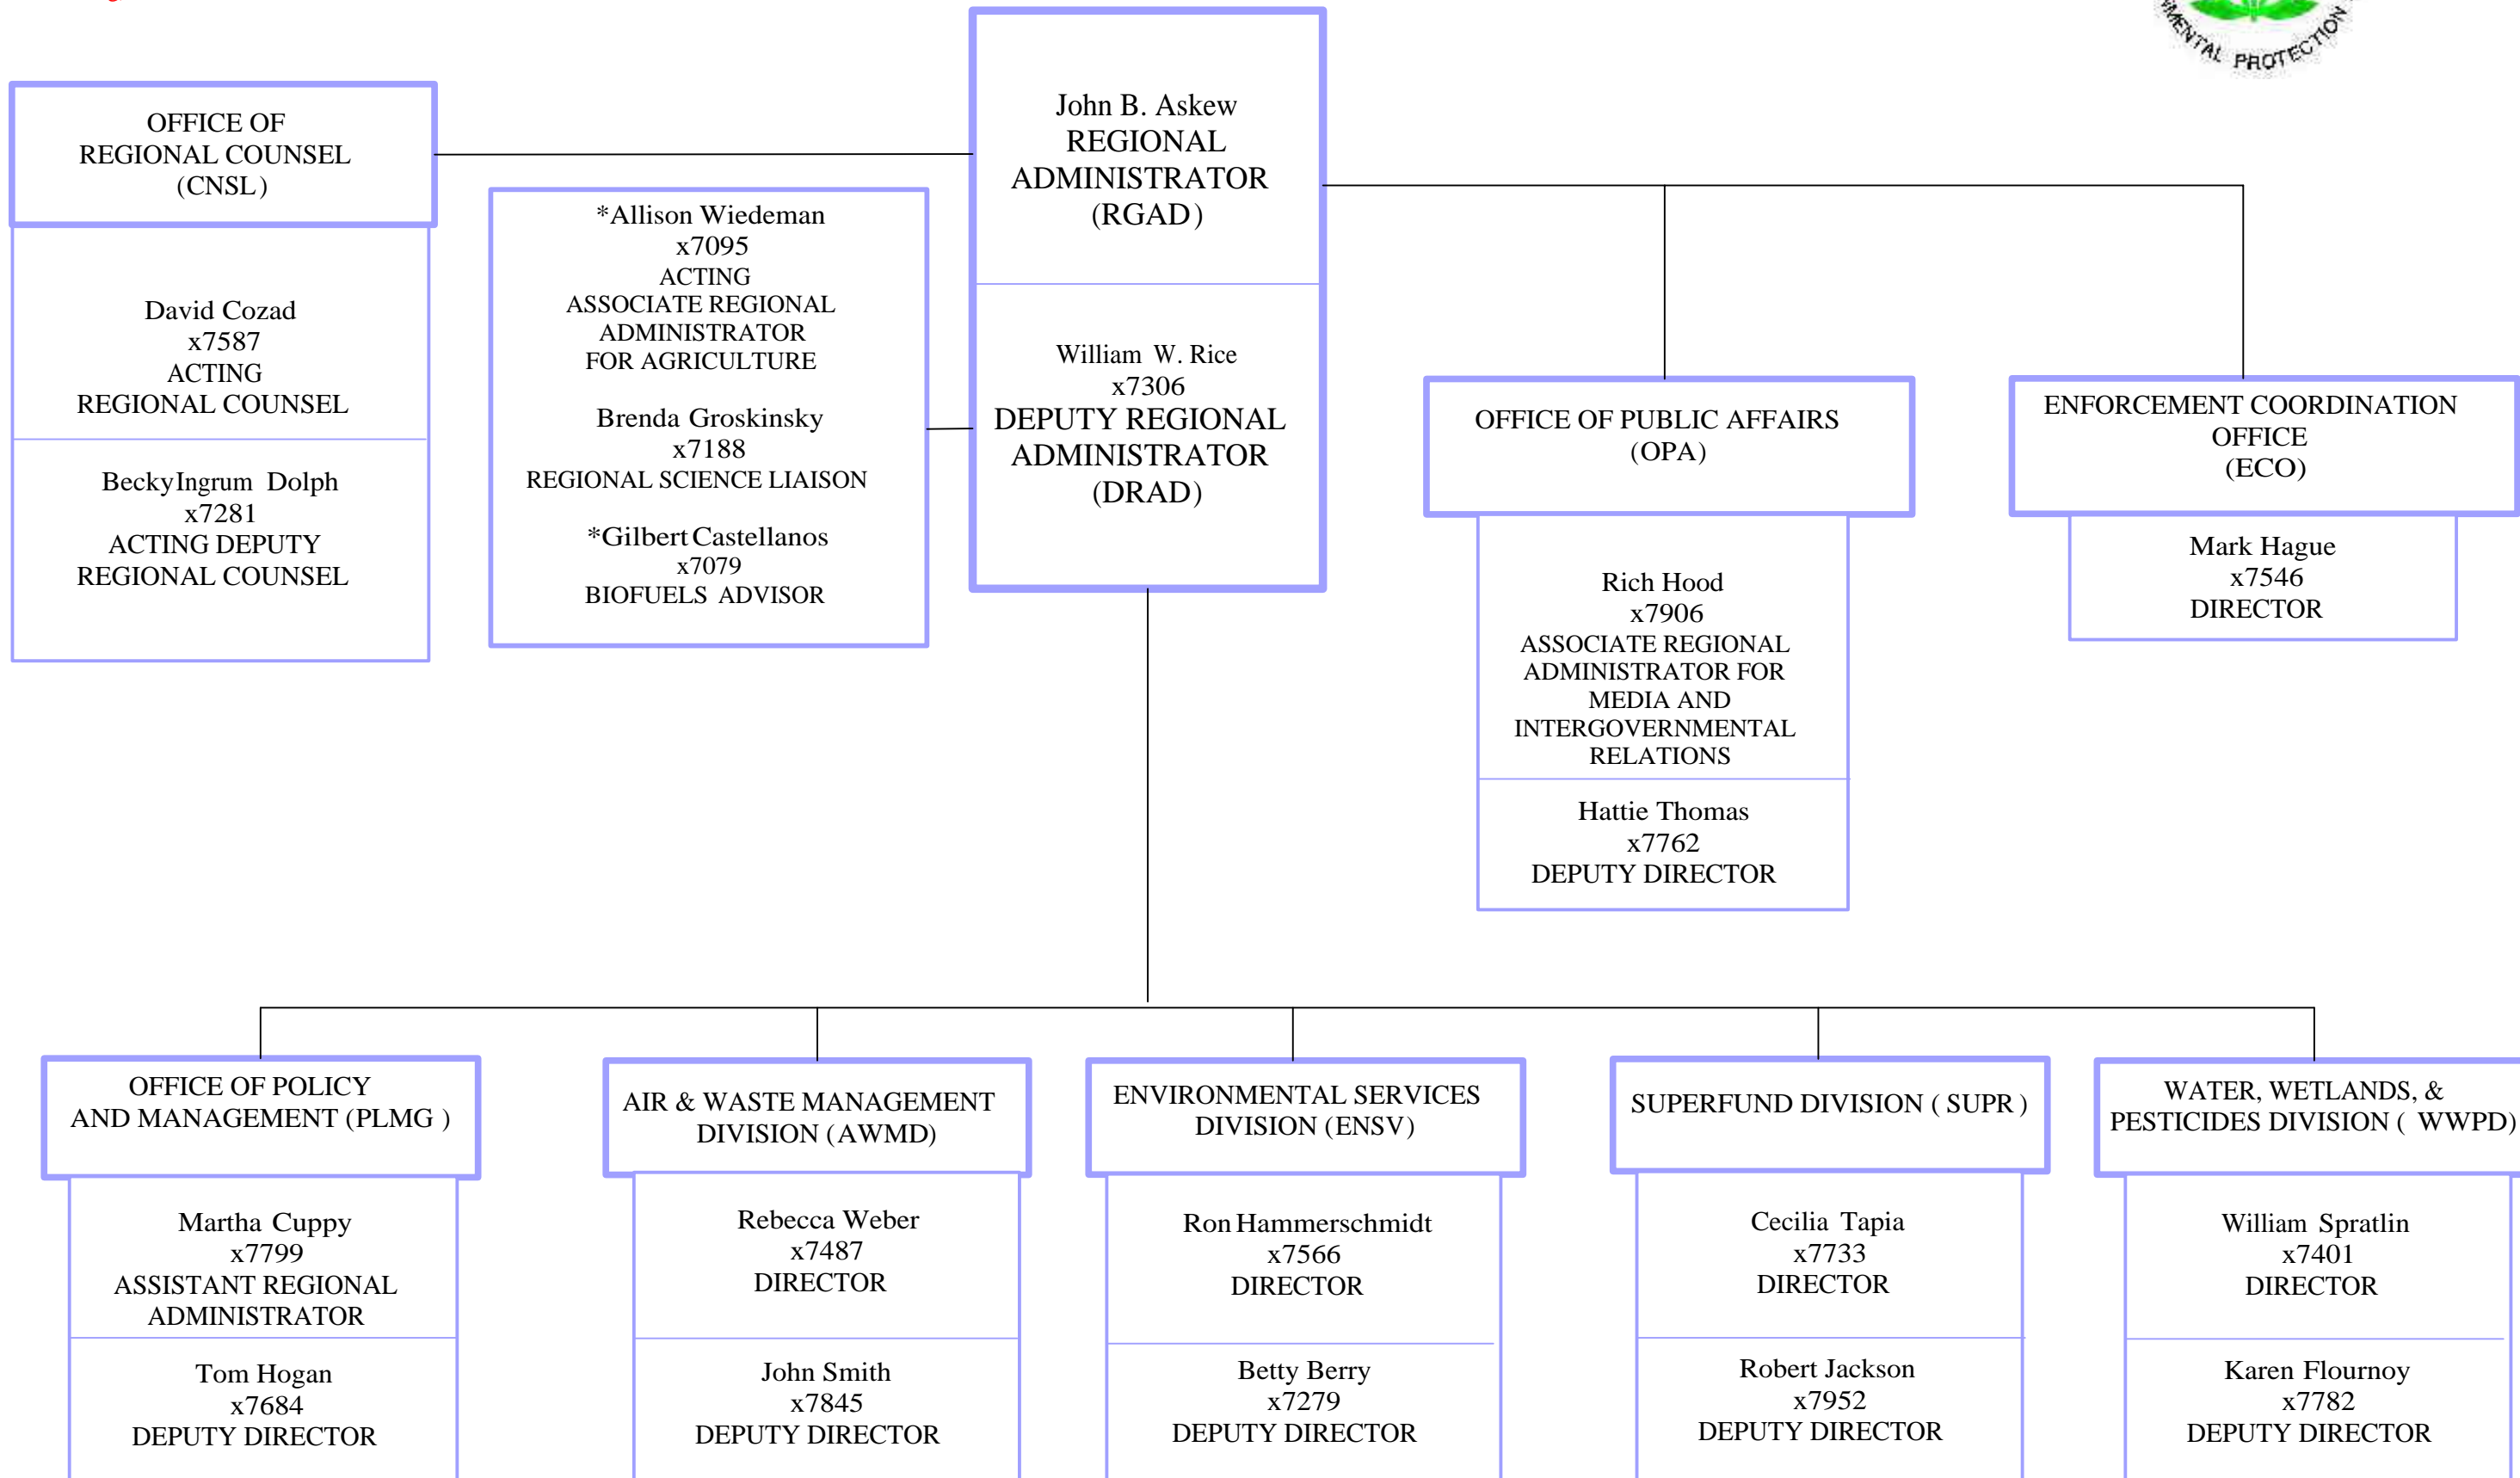 MENTAL PROTECTION
OFFICE OF
REGIONAL COUNSEL
(CNSL)
David Cozad
x7587
ACTING
REGIONAL COUNSEL
BeckyIngrum Dolph
x7281
ACTING DEPUTY
REGIONAL COUNSEL
*Allison Wiedeman
x7095
ACTING
ASSOCIATE REGIONAL
ADMINISTRATOR
FOR AGRICULTURE
Brenda Groskinsky
x7188
REGIONAL SCIENCE LIAISON
*Gilbert Castellanos
x7079
BIOFUELS ADVISOR
John B. Askew
REGIONAL
ADMINISTRATOR
(RGAD)
William W. Rice
x7306
DEPUTY REGIONAL
ADMINISTRATOR
(DRAD)
OFFICE OF PUBLIC AFFAIRS
(OPA)
Rich Hood
x7906
ASSOCIATE REGIONAL
ADMINISTRATOR FOR
MEDIA AND
INTERGOVERNMENTAL
RELATIONS
Hattie Thomas
x7762
DEPUTY DIRECTOR
ENFORCEMENT COORDINATION
OFFICE
(ECO)
Mark Hague
x7546
DIRECTOR
OFFICE OF POLICY
AND MANAGEMENT (PLMG )
Martha Cuppy
x7799
ASSISTANT REGIONAL
ADMINISTRATOR
Tom Hogan
x7684
DEPUTY DIRECTOR
AIR & WASTE MANAGEMENT
DIVISION (AWMD)
Rebecca Weber
x7487
DIRECTOR
John Smith
x7845
DEPUTY DIRECTOR
ENVIRONMENTAL SERVICES
DIVISION (ENSV)
Ron Hammerschmidt
x7566
DIRECTOR
Betty Berry
x7279
DEPUTY DIRECTOR
SUPERFUND DIVISION ( SUPR )
Cecilia Tapia
x7733
DIRECTOR
Robert Jackson
x7952
DEPUTY DIRECTOR
WATER, WETLANDS, &
PESTICIDES DIVISION ( WWPD)
William Spratlin
x7401
DIRECTOR
Karen Flournoy
x7782
DEPUTY DIRECTOR